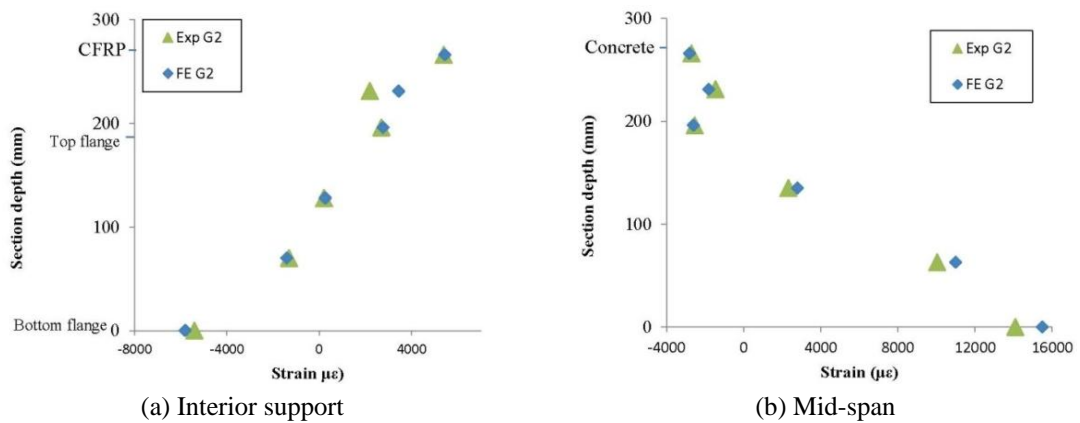 300
CFRP
200
Top flange
100
Bottom flange
0
Section depth (mm)
Exp G2
FE G2
-8000 -4000 0 4000
Strain με)
(a) Interior support
300
Concrete
200
100
0
Section depth (mm)
Exp G2
FE G2
-4000 0 4000 8000 12000 16000
Strain (με)
(b) Mid-span